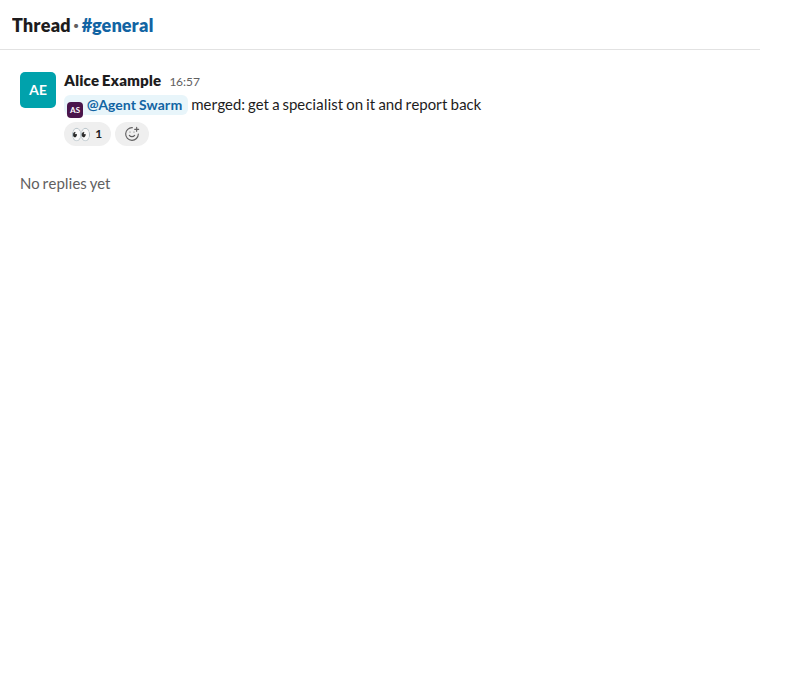 Thread • #general
AE
Alice Example 16:57
AS @Agent Swarm merged: get a specialist on it and report back
👀 1
No replies yet